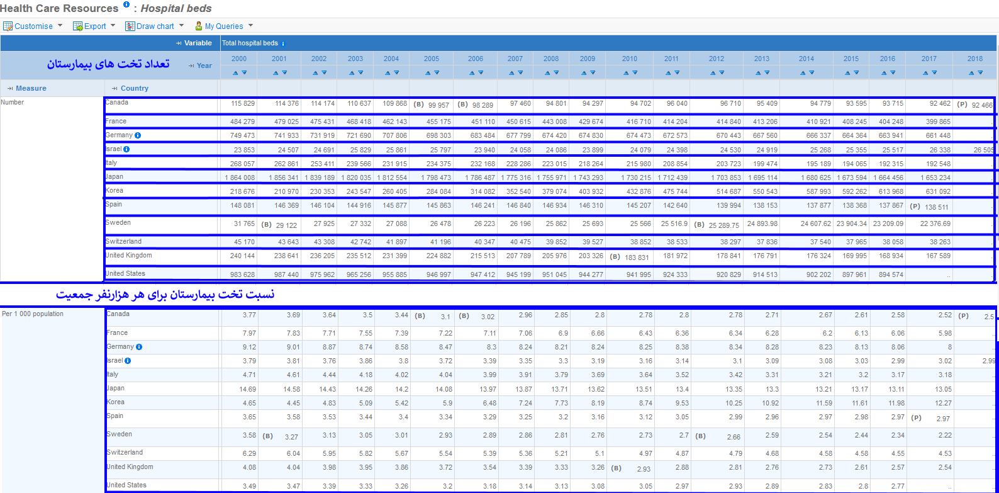 Health Care Resources i : Hospital beds
Customise Export Draw chart My Queries
Variable Total hospital beds i
تعداد تخت های بیمارستان Year 2000 2001 2002 2003 2004 2005 2006 2007 2008 2009 2010 2011 2012 2013 2014 2015 2016 2017 2018
Measure Country
Number Canada 115 829 114 376 114 174 110 637 109 868 (B) 99 957 (B) 98 289 97 460 94 801 94 297 94 702 96 040 96 710 95 409 94 779 93 595 93 715 92 462 (P) 92 466
France 484 279 479 025 475 431 468 418 462 143 455 175 451 110 450 615 443 008 429 674 416 710 414 204 414 840 413 206 410 921 408 245 404 248 399 865
Germany i 749 473 741 933 731 919 721 690 707 806 698 303 683 484 677 799 674 420 674 830 674 473 672 573 670 443 667 560 666 337 664 364 663 941 661 448
Israel i 23 853 24 507 24 691 25 829 25 861 25 797 23 940 24 058 24 086 23 899 24 079 24 398 24 530 24 919 25 268 25 355 25 517 26 338 26 505
Italy 268 057 262 861 253 411 239 566 231 915 234 375 232 168 228 286 223 015 218 264 215 980 208 854 203 723 199 474 195 189 194 065 192 315 192 548
Japan 1 864 008 1 856 341 1 839 189 1 820 035 1 812 554 1 798 473 1 786 487 1 775 316 1 755 971 1 743 293 1 730 215 1 712 439 1 703 853 1 695 114 1 680 625 1 673 594 1 664 456 1 653 234
Korea 218 676 210 970 230 353 243 547 260 405 284 084 314 082 352 540 379 074 403 932 432 876 475 744 514 687 550 543 587 993 592 262 613 968 631 092
Spain 148 081 146 369 146 104 144 916 145 877 145 863 146 241 146 840 146 934 146 310 145 207 142 640 139 994 138 153 137 877 138 368 137 867 (P) 138 511
Sweden 31 765 (B) 29 122 27 925 27 332 27 088 26 478 26 223 26 196 25 862 25 693 25 566 25 516.9 (B) 25 289.75 24 893.98 24 607.62 23 904.34 23 209.09 22 376.69
Switzerland 45 170 43 643 43 308 42 742 41 897 41 196 40 347 40 475 39 852 39 527 38 852 38 533 38 297 37 836 37 540 37 965 38 058 38 263
United Kingdom 240 144 238 641 236 205 235 512 231 399 224 882 215 513 207 789 205 976 203 326 (B) 183 831 181 972 178 841 176 791 176 324 169 995 168 934 167 589
United States 983 628 987 440 975 962 965 256 955 885 946 997 947 412 945 199 951 045 944 277 941 995 924 333 920 829 914 513 902 202 897 961 894 574 ..
نسبت تخت بیمارستان برای هر هزارنفر جمعیت
Per 1 000 population Canada 3.77 3.69 3.64 3.5 3.44 (B) 3.1 (B) 3.02 2.96 2.85 2.8 2.78 2.8 2.78 2.71 2.67 2.61 2.58 2.52 (P) 2.5
France 7.97 7.83 7.71 7.55 7.39 7.22 7.11 7.06 6.9 6.66 6.43 6.36 6.34 6.28 6.2 6.13 6.06 5.98 ..
Germany i 9.12 9.01 8.87 8.74 8.58 8.47 8.3 8.24 8.21 8.24 8.25 8.38 8.34 8.28 8.23 8.13 8.06 8 ..
Israel i 3.79 3.81 3.76 3.86 3.8 3.72 3.39 3.35 3.3 3.19 3.16 3.14 3.1 3.09 3.08 3.03 2.99 3.02 2.99
Italy 4.71 4.61 4.44 4.18 4.02 4.04 3.99 3.91 3.79 3.69 3.64 3.52 3.42 3.31 3.21 3.2 3.17 3.18 ..
Japan 14.69 14.58 14.43 14.26 14.2 14.08 13.97 13.87 13.71 13.62 13.51 13.4 13.35 13.3 13.21 13.17 13.11 13.05 ..
Korea 4.65 4.45 4.83 5.09 5.42 5.9 6.48 7.24 7.73 8.19 8.74 9.53 10.25 10.92 11.59 11.61 11.98 12.27 ..
Spain 3.65 3.58 3.53 3.44 3.4 3.34 3.29 3.25 3.2 3.16 3.12 3.05 2.99 2.96 2.97 2.98 2.97 (P) 2.97
Sweden 3.58 (B) 3.27 3.13 3.05 3.01 2.93 2.89 2.86 2.81 2.76 2.73 2.7 (B) 2.66 2.59 2.54 2.44 2.34 2.22 ..
Switzerland 6.29 6.04 5.95 5.82 5.67 5.54 5.39 5.36 5.21 5.1 4.97 4.87 4.79 4.68 4.58 4.58 4.55 4.53 ..
United Kingdom 4.08 4.04 3.98 3.95 3.86 3.72 3.54 3.39 3.33 3.26 (B) 2.93 2.88 2.81 2.76 2.73 2.61 2.57 2.54 ..
United States 3.49 3.47 3.39 3.33 3.26 3.2 3.18 3.14 3.13 3.08 3.05 2.97 2.93 2.89 2.83 2.8 2.77 .. ..